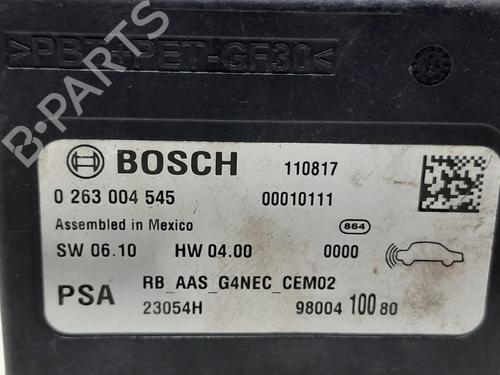 >PBT+PET-GF30<
B-PARTS
BOSCH 110817
0 263 004 545 00010111
Assembled in Mexico 864
SW 06.10 HW 04.00 0000
PSA RB_AAS_G4NEC_CEM02
23054H 98004 100 80